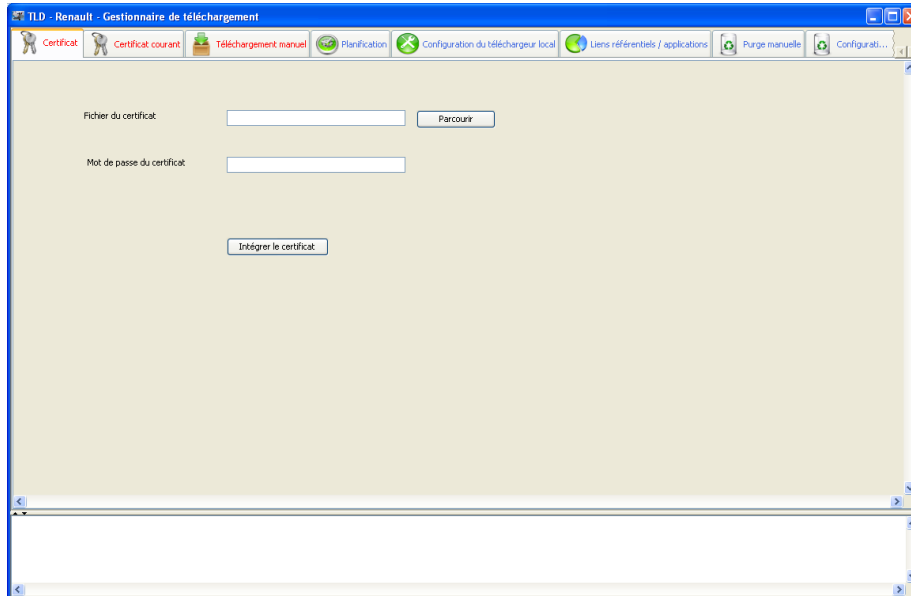 TLD - Renault - Gestionnaire de téléchargement
Certificat
Certificat courant
Téléchargement manuel
Planification
Configuration du téléchargeur local
Liens référentiels / applications
Purge manuelle
Configurati...
Fichier du certificat
Parcourir
Mot de passe du certificat
Intégrer le certificat